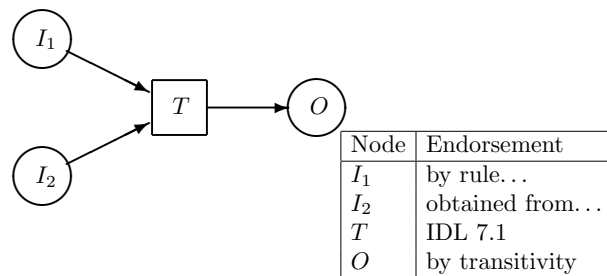 I₁
T
O
I₂
Node Endorsement
I₁ by rule...
I₂ obtained from...
T IDL 7.1
O by transitivity